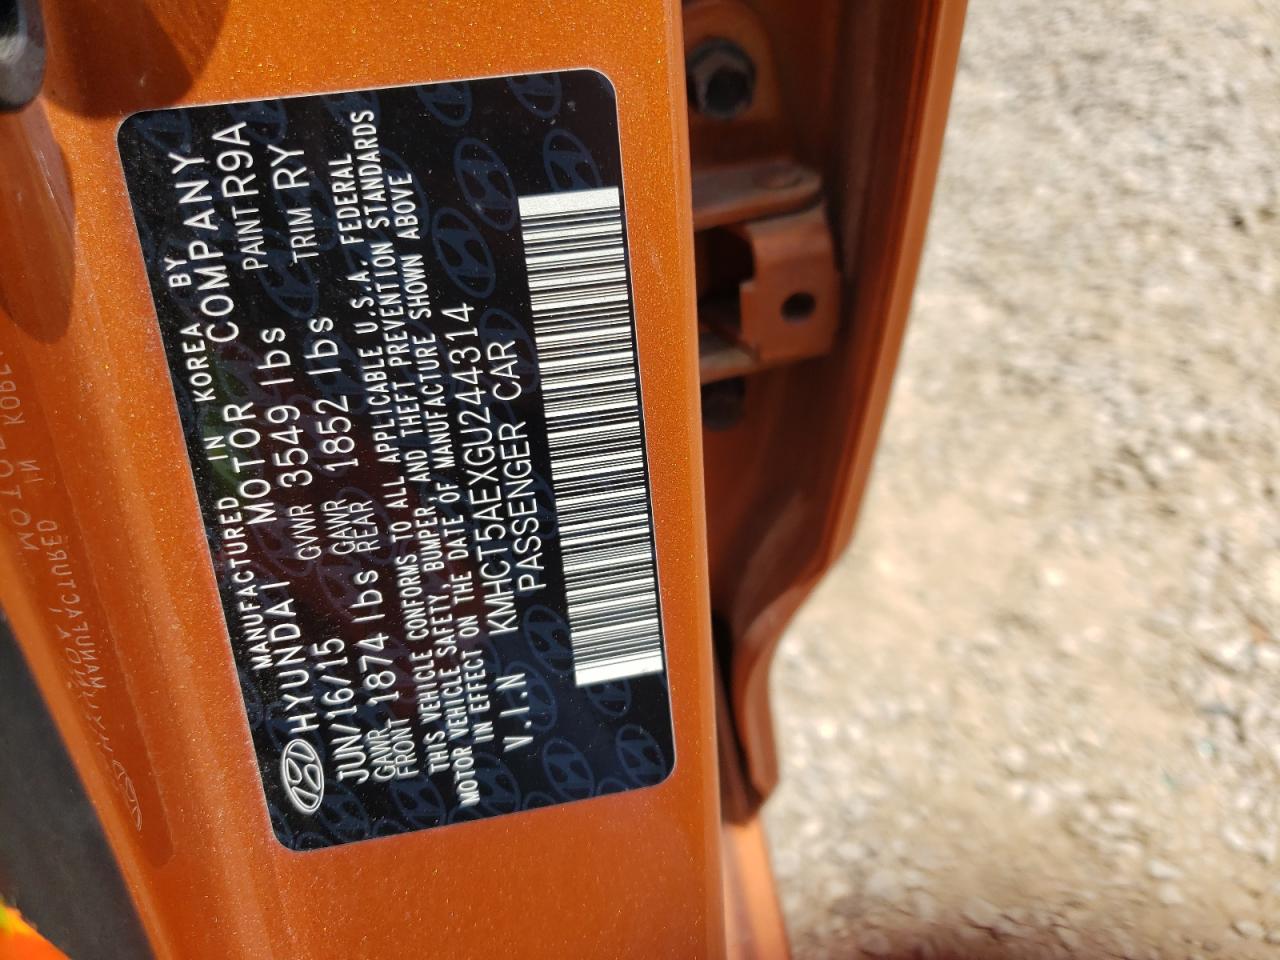 MANUFACTURED IN KOREA BY
HYUNDAI MOTOR COMPANY
JUN/16/15 GVWR 3549 lbs PAINT R9A
GAWR FRONT 1874 lbs GAWR REAR 1852 lbs TRIM RY
THIS VEHICLE CONFORMS TO ALL APPLICABLE U.S.A. FEDERAL
MOTOR VEHICLE SAFETY, BUMPER, AND THEFT PREVENTION STANDARDS
IN EFFECT ON THE DATE OF MANUFACTURE SHOWN ABOVE
V.I.N KMHCT5AEXGU244314
PASSENGER CAR